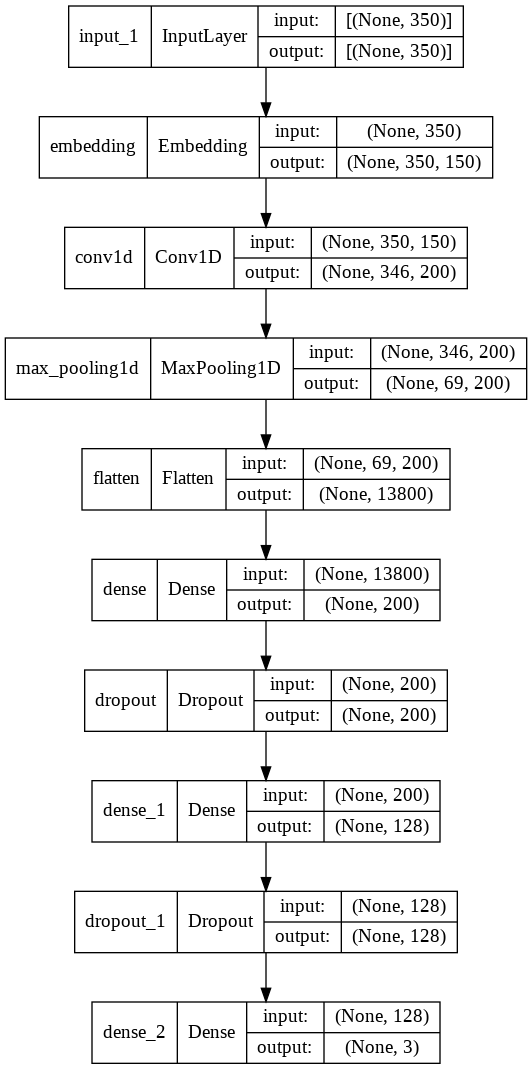 input_1 InputLayer input: [(None, 350)]
output: [(None, 350)]
embedding Embedding input: (None, 350)
output: (None, 350, 150)
conv1d Conv1D input: (None, 350, 150)
output: (None, 346, 200)
max_pooling1d MaxPooling1D input: (None, 346, 200)
output: (None, 69, 200)
flatten Flatten input: (None, 69, 200)
output: (None, 13800)
dense Dense input: (None, 13800)
output: (None, 200)
dropout Dropout input: (None, 200)
output: (None, 200)
dense_1 Dense input: (None, 200)
output: (None, 128)
dropout_1 Dropout input: (None, 128)
output: (None, 128)
dense_2 Dense input: (None, 128)
output: (None, 3)